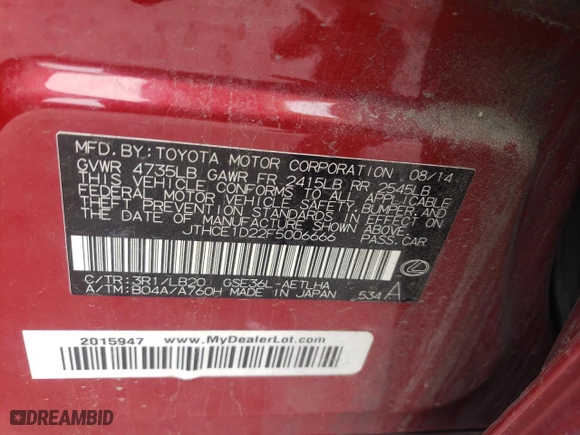 MFD. BY: TOYOTA MOTOR CORPORATION 08/14
GVWR 4735LB GAWR FR 2415LB RR 2545LB
THIS VEHICLE CONFORMS TO ALL APPLICABLE
FEDERAL MOTOR VEHICLE SAFETY, BUMPER, AND
THEFT PREVENTION STANDARDS IN EFFECT ON
THE DATE OF MANUFACTURE SHOWN ABOVE.
JTHCE1D22F5006666 PASS. CAR
C/TR: 3R1/LB20 GSE36L-AETLHA
A/TM: B04A/A760H MADE IN JAPAN 534 A
2015947 www.MyDealerLot.com
DREAMBID